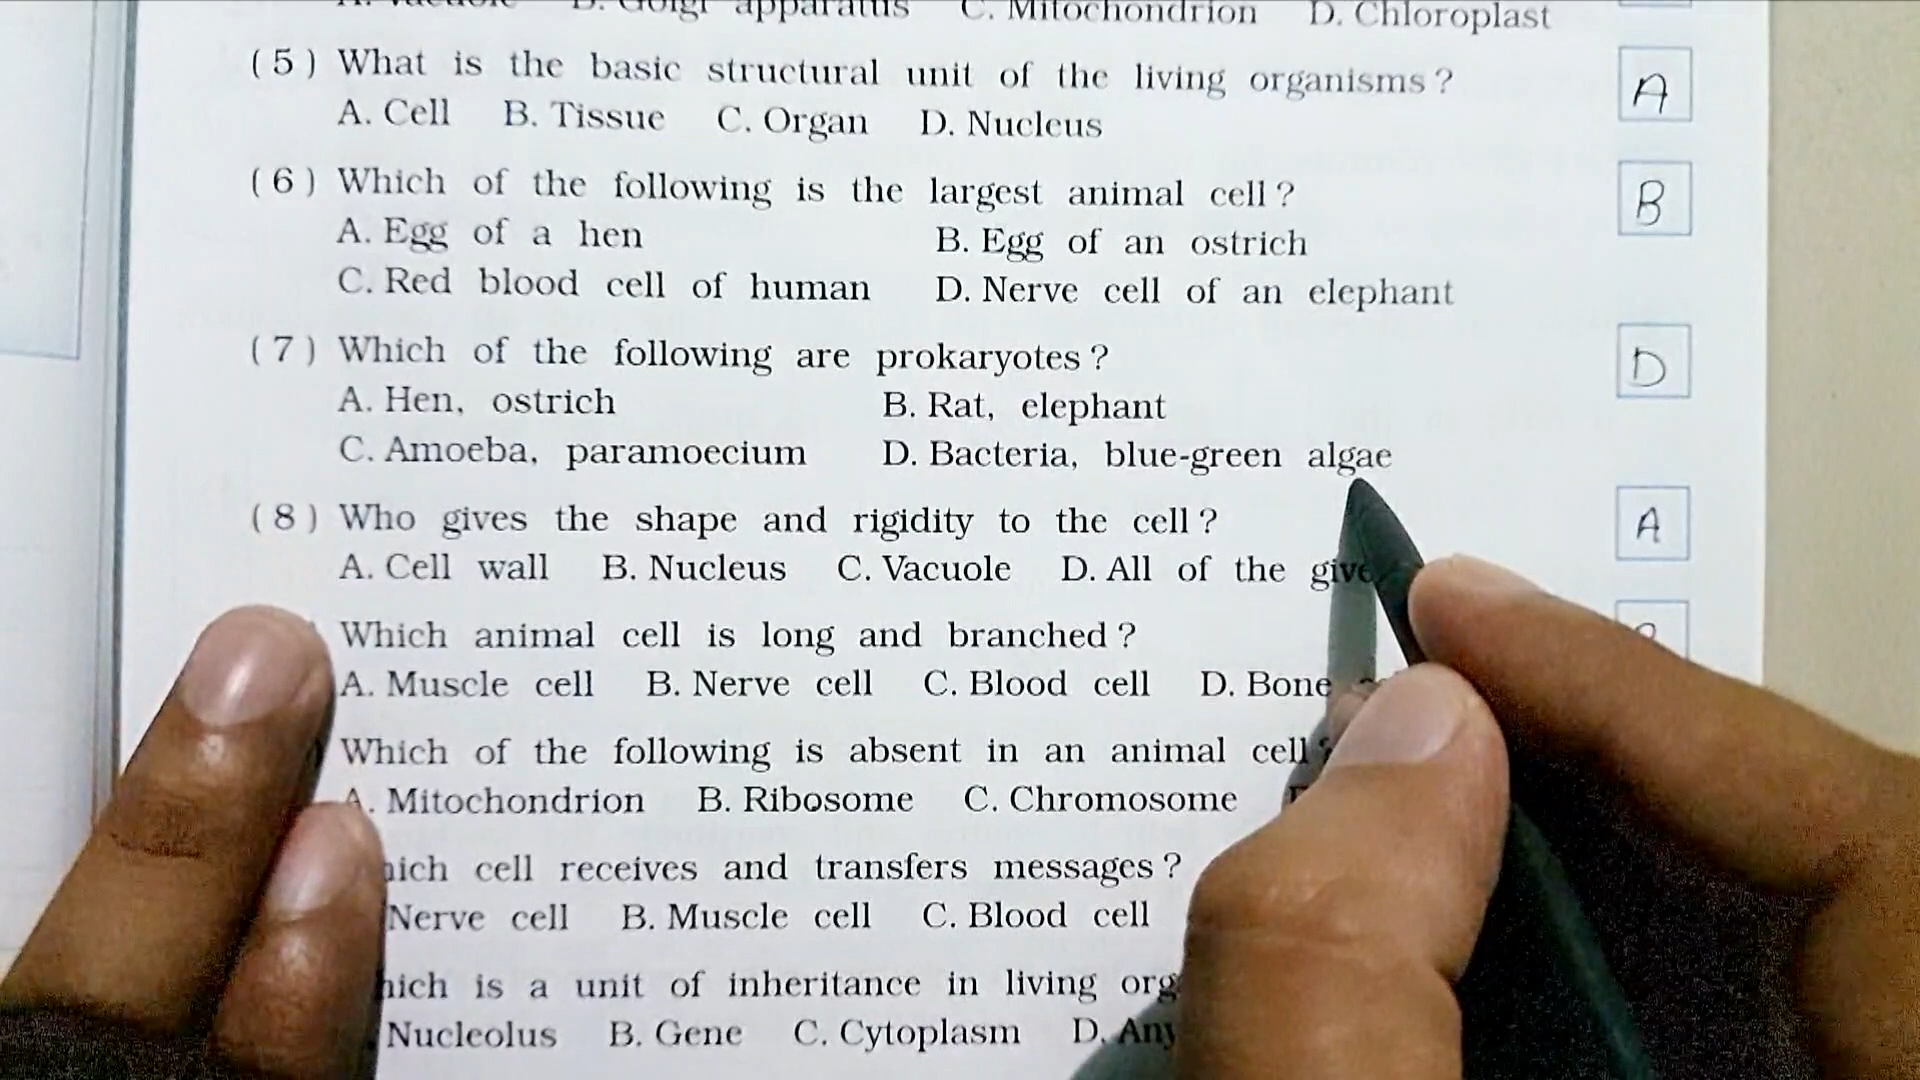 A. Vacuole B. Golgi apparatus C. Mitochondrion D. Chloroplast
(5) What is the basic structural unit of the living organisms? A
A. Cell B. Tissue C. Organ D. Nucleus
(6) Which of the following is the largest animal cell? B
A. Egg of a hen B. Egg of an ostrich
C. Red blood cell of human D. Nerve cell of an elephant
(7) Which of the following are prokaryotes? D
A. Hen, ostrich B. Rat, elephant
C. Amoeba, paramoecium D. Bacteria, blue-green algae
(8) Who gives the shape and rigidity to the cell? A
A. Cell wall B. Nucleus C. Vacuole D. All of the
Which animal cell is long and branched?
A. Muscle cell B. Nerve cell C. Blood cell D. Bone
Which of the following is absent in an animal cell?
A. Mitochondrion B. Ribosome C. Chromosome
cell receives and transfers messages?
Nerve cell B. Muscle cell C. Blood cell
is a unit of inheritance in living
Nucleolus B. Gene C. Cytoplasm D. Any